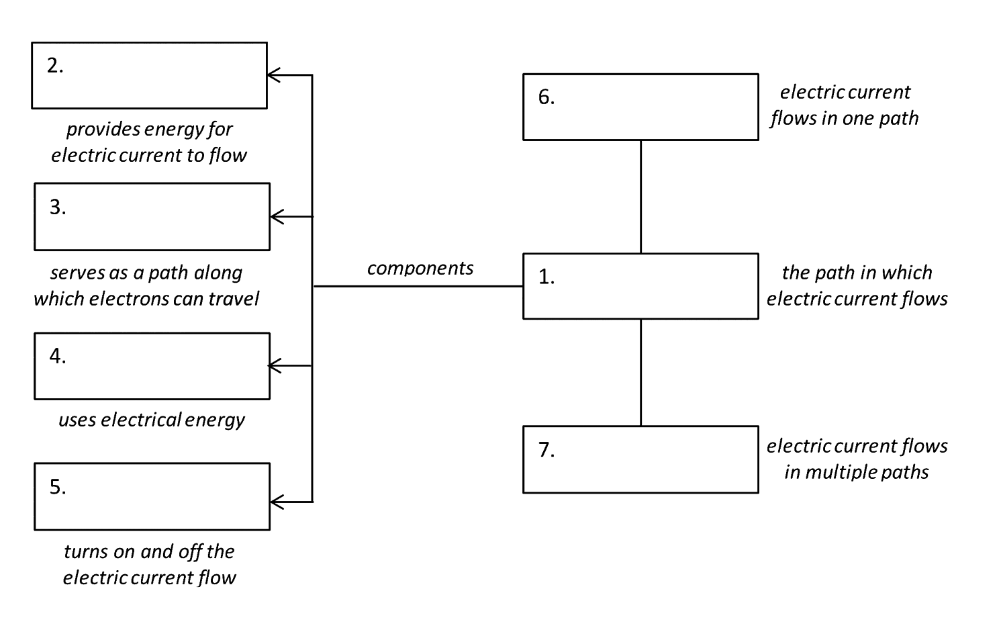 2.
provides energy for
electric current to flow
3.
serves as a path along
which electrons can travel
4.
uses electrical energy
5.
turns on and off the
electric current flow
components
6.
electric current
flows in one path
1.
the path in which
electric current flows
7.
electric current flows
in multiple paths